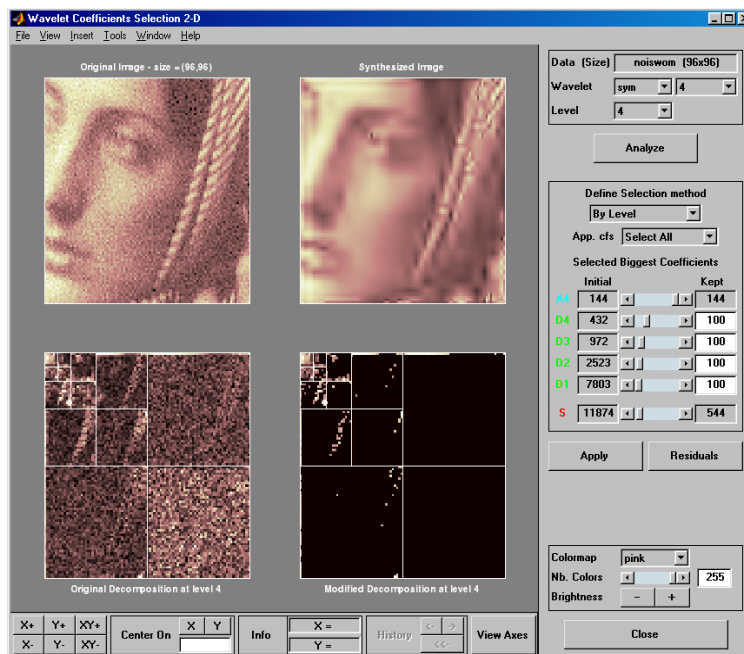 Wavelet Coefficients Selection 2-D
File View Insert Tools Window Help
Original Image - size = (96,96)
Synthesized Image
Original Decomposition at level 4
Modified Decomposition at level 4
Data (Size) noiswom (96x96)
Wavelet sym 4
Level 4
Analyze
Define Selection method
By Level
App. cfs Select All
Selected Biggest Coefficients
Initial Kept
A4 144 144
D4 432 100
D3 972 100
D2 2523 100
D1 7803 100
S 11874 544
Apply Residuals
Colormap pink
Nb. Colors 255
Brightness - +
Close
X+ Y+ XY+
X- Y- XY-
Center On X Y
Info X =
Y =
History <- ->
<<-
View Axes